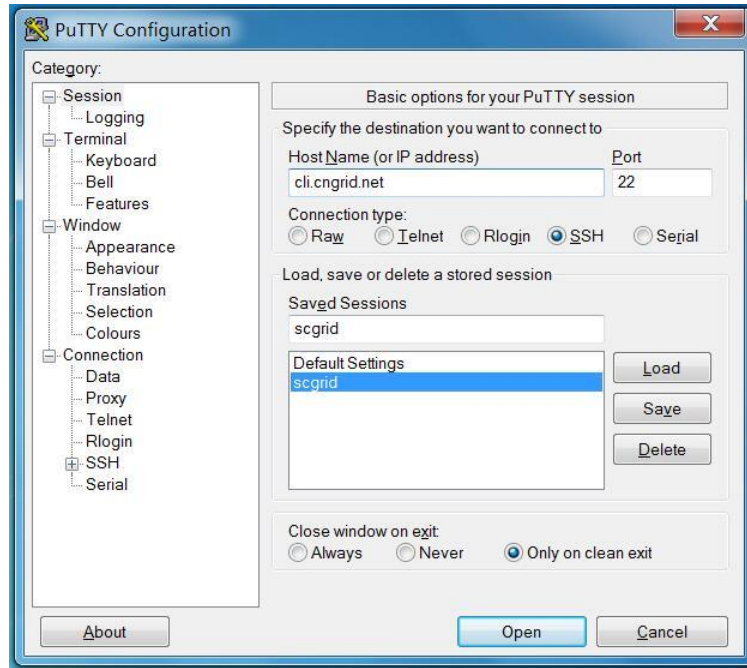 PuTTY Configuration
Category:
Session
Logging
Terminal
Keyboard
Bell
Features
Window
Appearance
Behaviour
Translation
Selection
Colours
Connection
Data
Proxy
Telnet
Rlogin
SSH
Serial
Basic options for your PuTTY session
Specify the destination you want to connect to
Host Name (or IP address) Port
cli.cngrid.net 22
Connection type:
Raw Telnet Rlogin SSH Serial
Load, save or delete a stored session
Saved Sessions
scgrid
Default Settings
scgrid
Load
Save
Delete
Close window on exit:
Always Never Only on clean exit
About Open Cancel